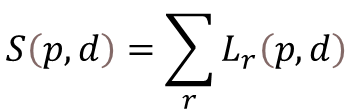 S(p, d) = ∑_r L_r(p, d)